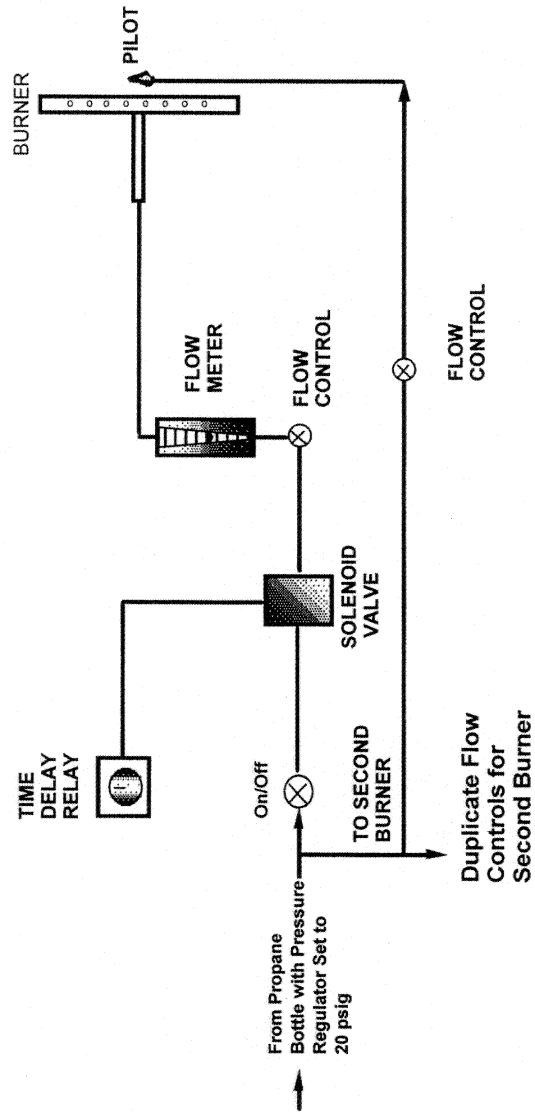 BURNER
PILOT
FLOW
METER
FLOW
CONTROL
FLOW
CONTROL
TIME
DELAY
RELAY
SOLENOID
VALVE
On/Off
TO SECOND
BURNER
From Propane
Bottle with Pressure
Regulator Set to
20 psig
Duplicate Flow
Controls for
Second Burner